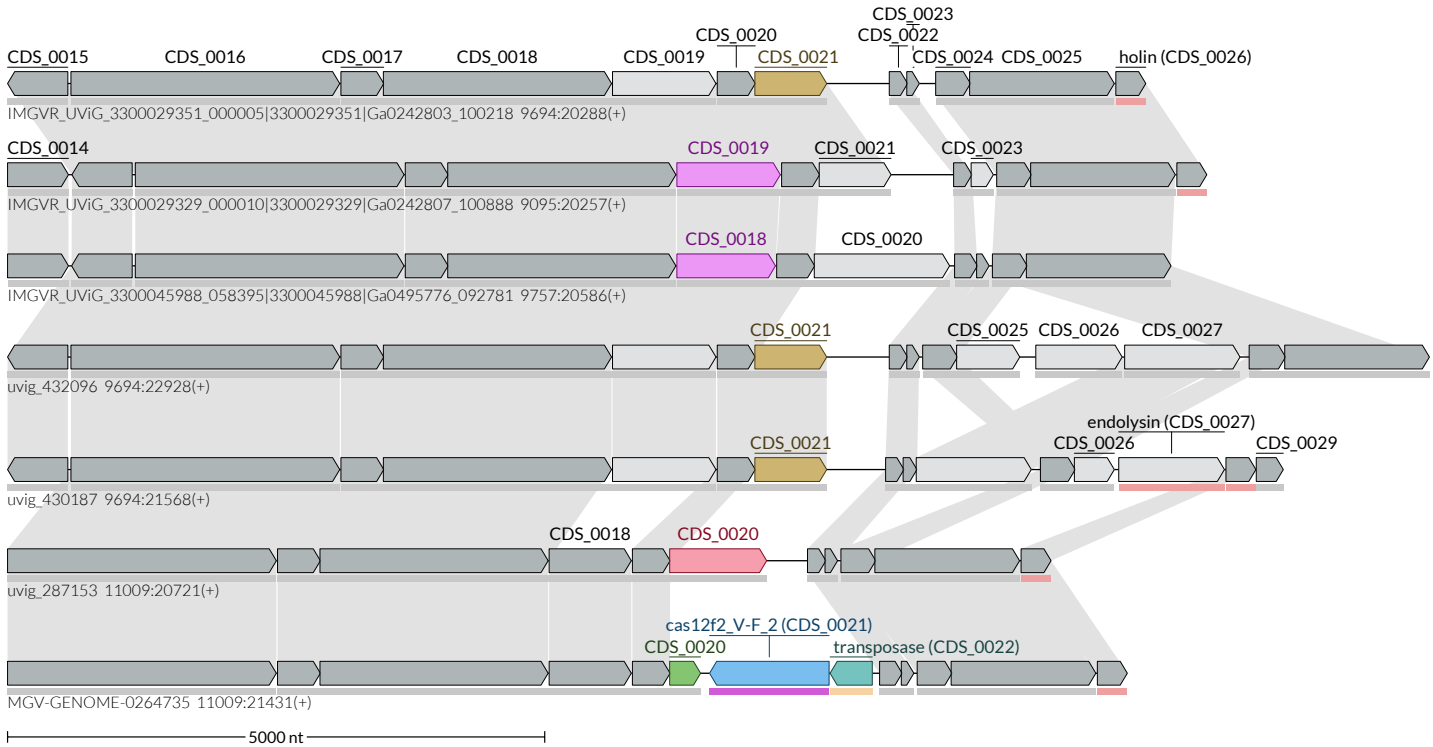 CDS_0023
CDS_0020 CDS_0022
CDS_0015 CDS_0016 CDS_0017 CDS_0018 CDS_0019 CDS_0021 CDS_0024 CDS_0025 holin (CDS_0026)
IMGVR_UViG_3300029351_000005|3300029351|Ga0242803_100218 9694:20288(+)
CDS_0014 CDS_0019 CDS_0021 CDS_0023
IMGVR_UViG_3300029329_000010|3300029329|Ga0242807_100888 9095:20257(+)
CDS_0018 CDS_0020
IMGVR_UViG_3300045988_058395|3300045988|Ga0495776_092781 9757:20586(+)
CDS_0021 CDS_0025 CDS_0026 CDS_0027
uvig_432096 9694:22928(+)
endolysin (CDS_0027)
CDS_0021 CDS_0026 CDS_0029
uvig_430187 9694:21568(+)
CDS_0018 CDS_0020
uvig_287153 11009:20721(+)
cas12f2_V-F_2 (CDS_0021)
CDS_0020 transposase (CDS_0022)
MGV-GENOME-0264735 11009:21431(+)
5000 nt